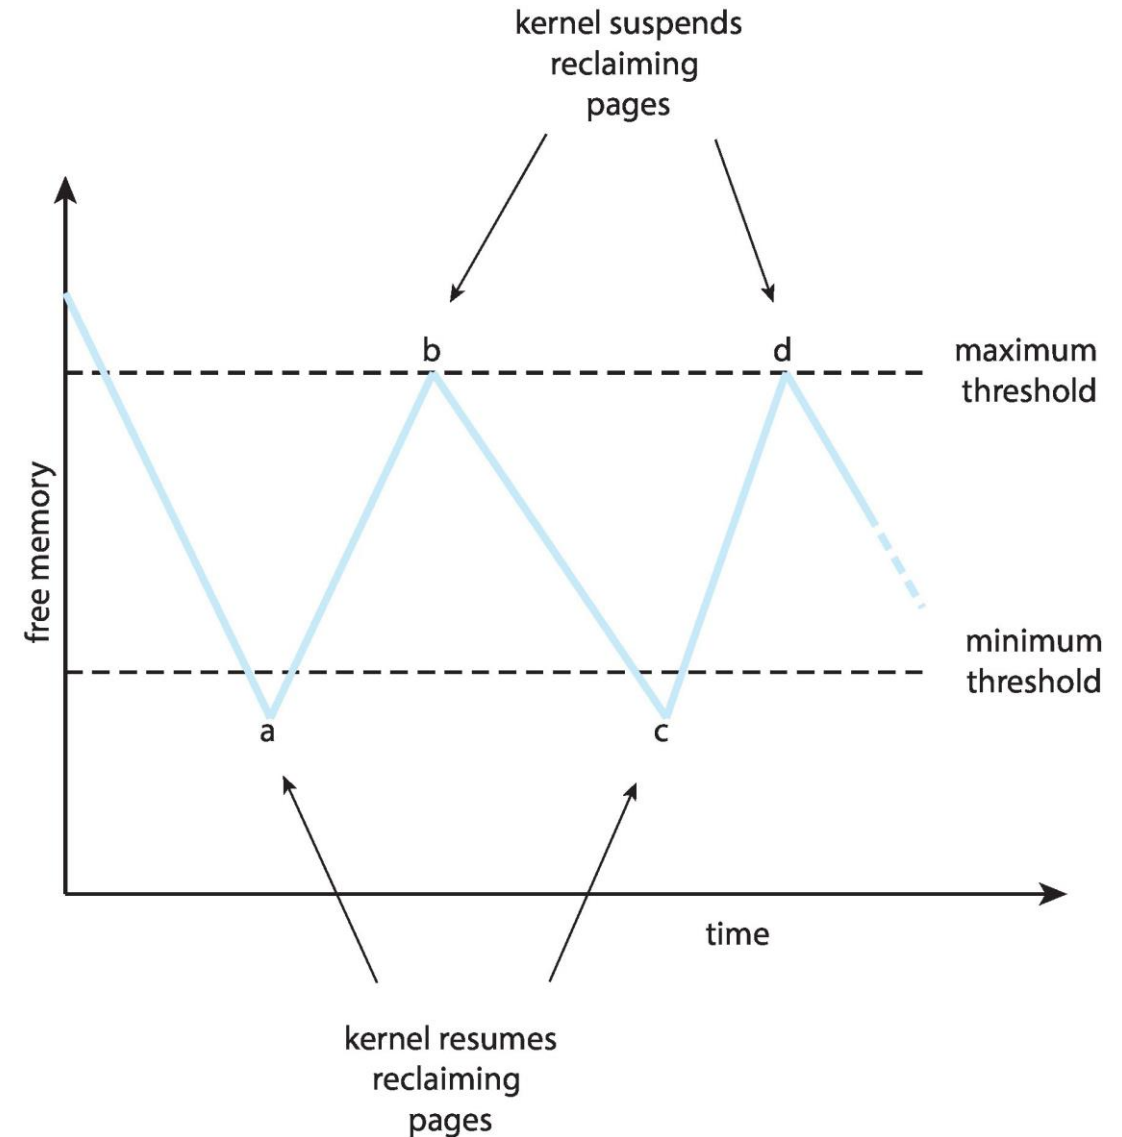 kernel suspends
reclaiming
pages
b
d
maximum
threshold
free memory
minimum
threshold
a
c
time
kernel resumes
reclaiming
pages